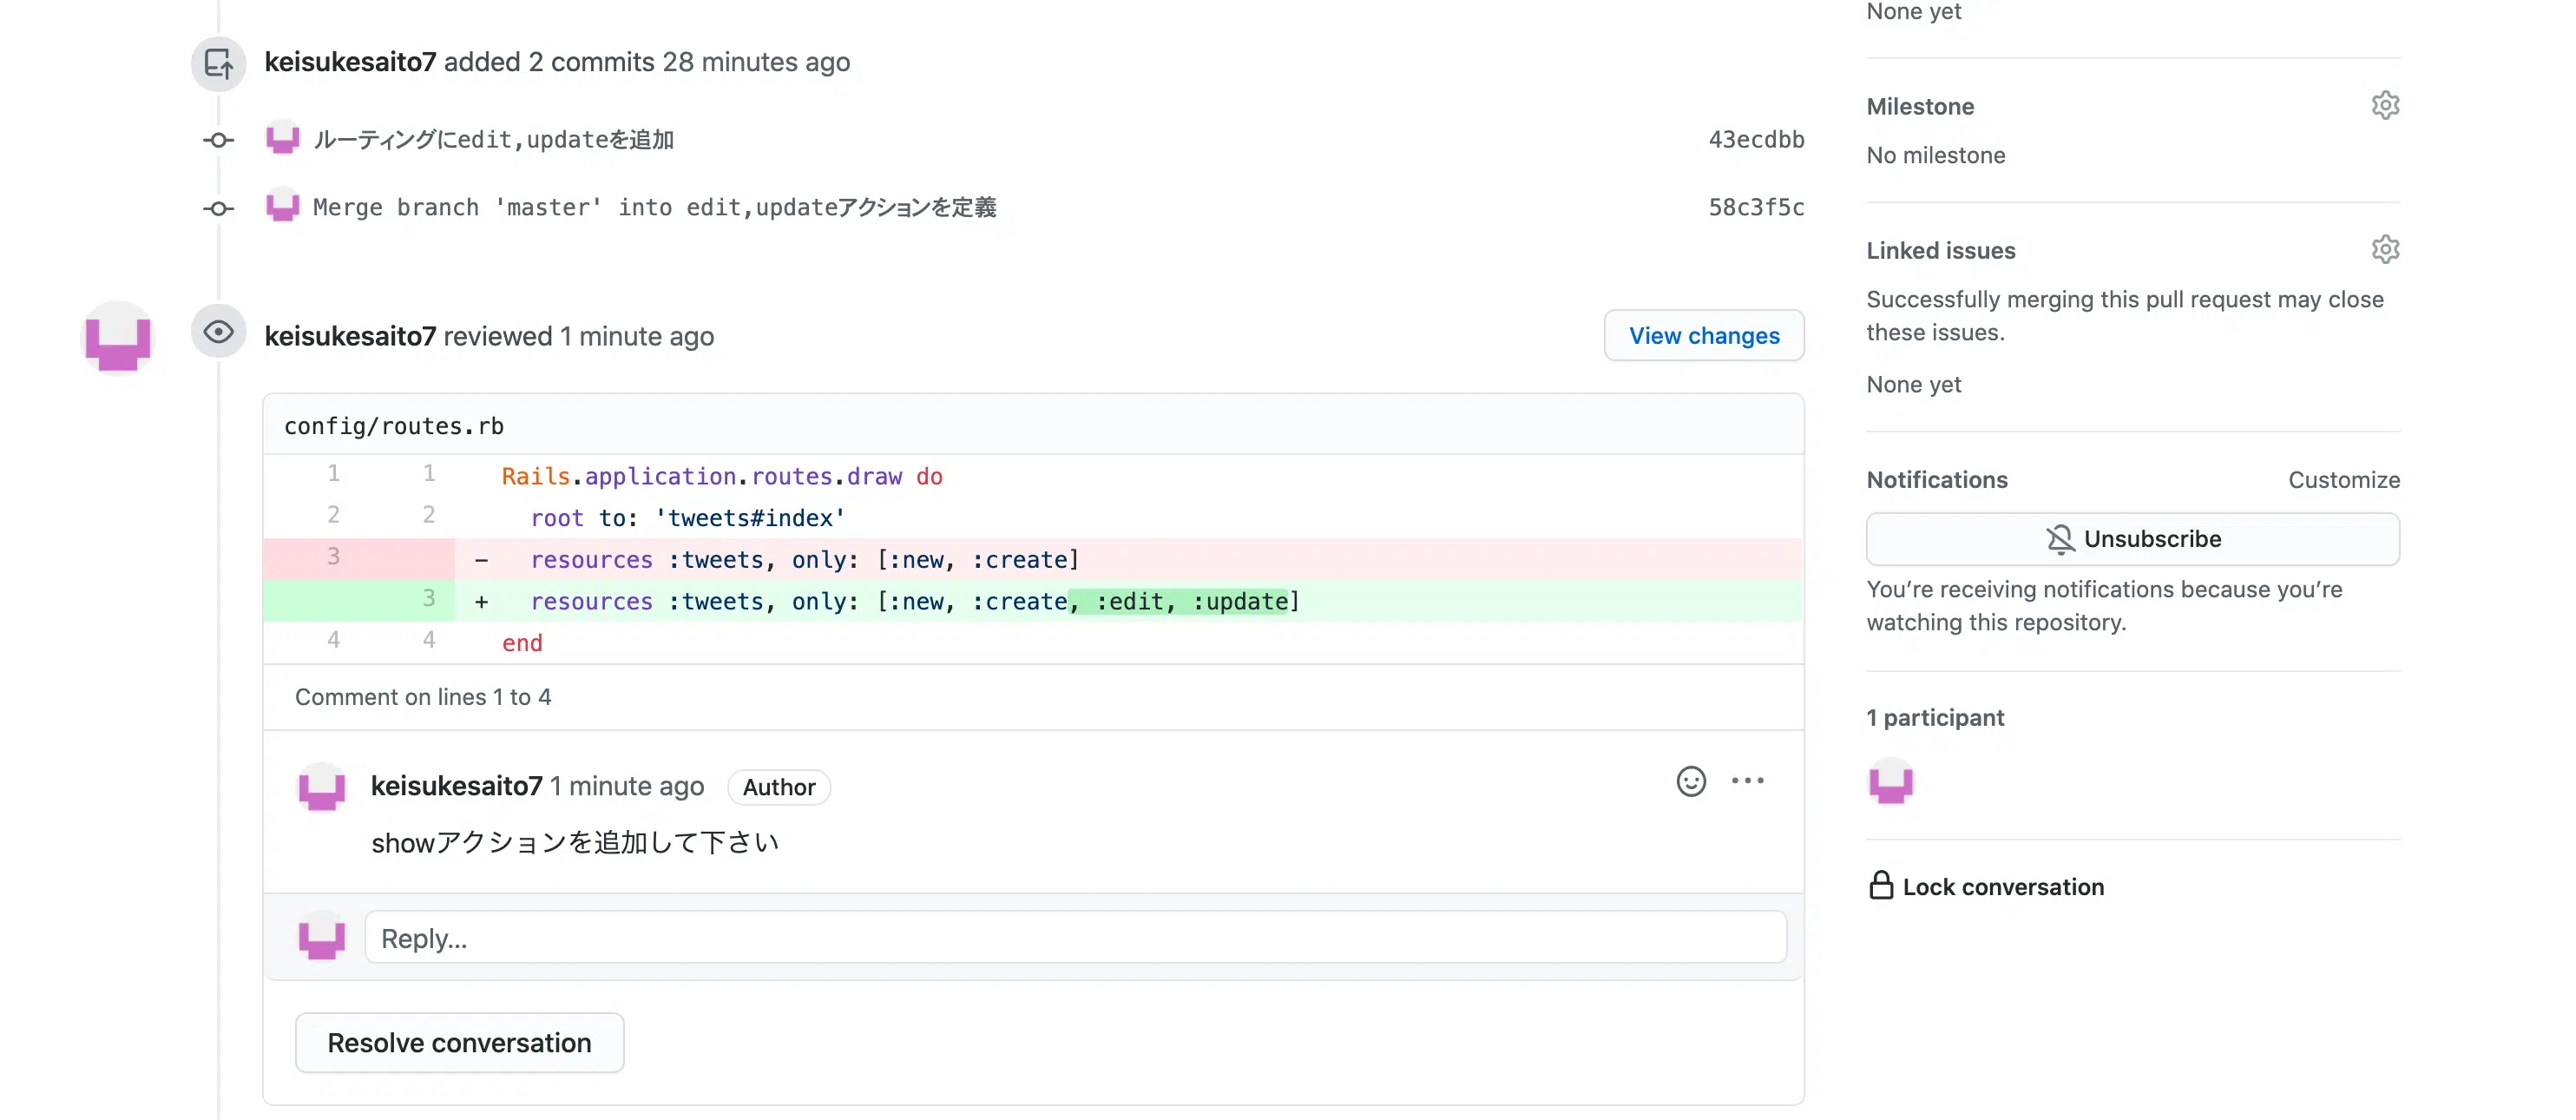 keisukesaito7 added 2 commits 28 minutes ago
ルーティングにedit,updateを追加 43ecdbb
Merge branch 'master' into edit,updateアクションを定義 58c3f5c
keisukesaito7 reviewed 1 minute ago View changes
config/routes.rb
1 1 Rails.application.routes.draw do
2 2 root to: 'tweets#index'
3 - resources :tweets, only: [:new, :create]
3 + resources :tweets, only: [:new, :create, :edit, :update]
4 4 end
Comment on lines 1 to 4
keisukesaito7 1 minute ago Author
showアクションを追加して下さい
Reply...
Resolve conversation
None yet
Milestone
No milestone
Linked issues
Successfully merging this pull request may close
these issues.
None yet
Notifications Customize
Unsubscribe
You’re receiving notifications because you’re
watching this repository.
1 participant
Lock conversation